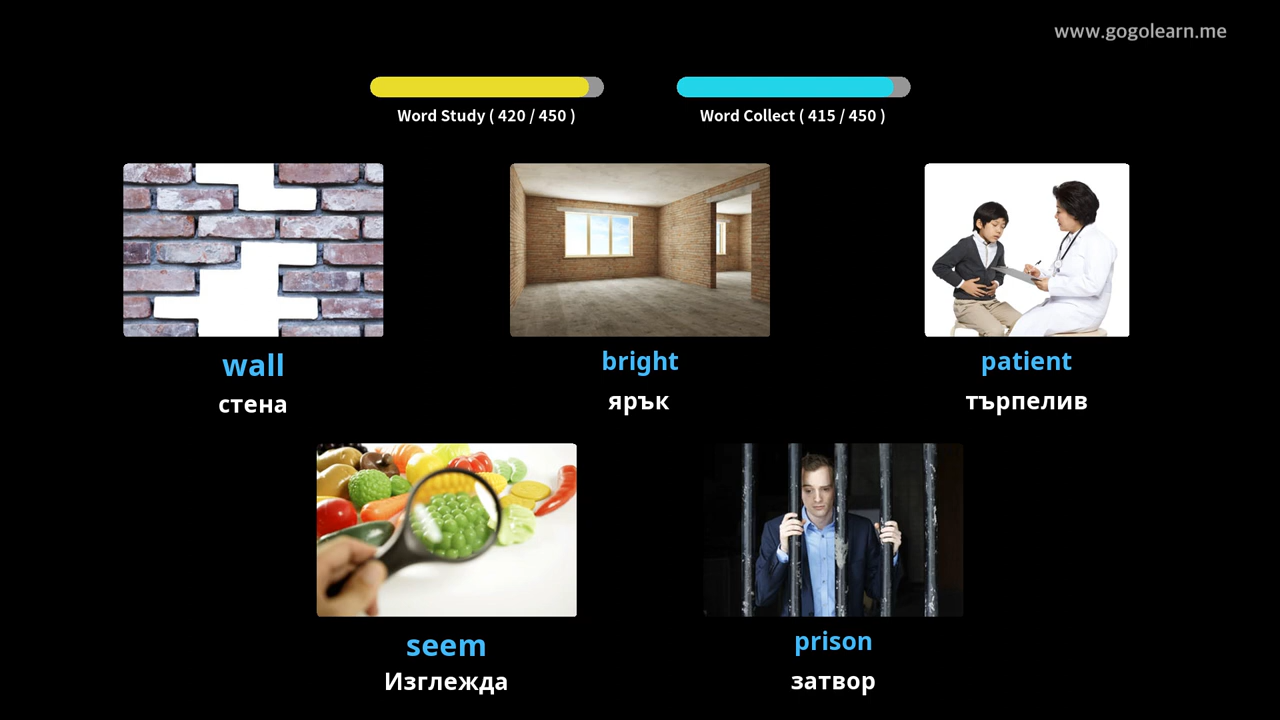 www.gogolearn.me
Word Study ( 420 / 450 )
Word Collect ( 415 / 450 )
wall
bright
patient
стена
ярък
търпелив
seem
prison
Изглежда
затвор